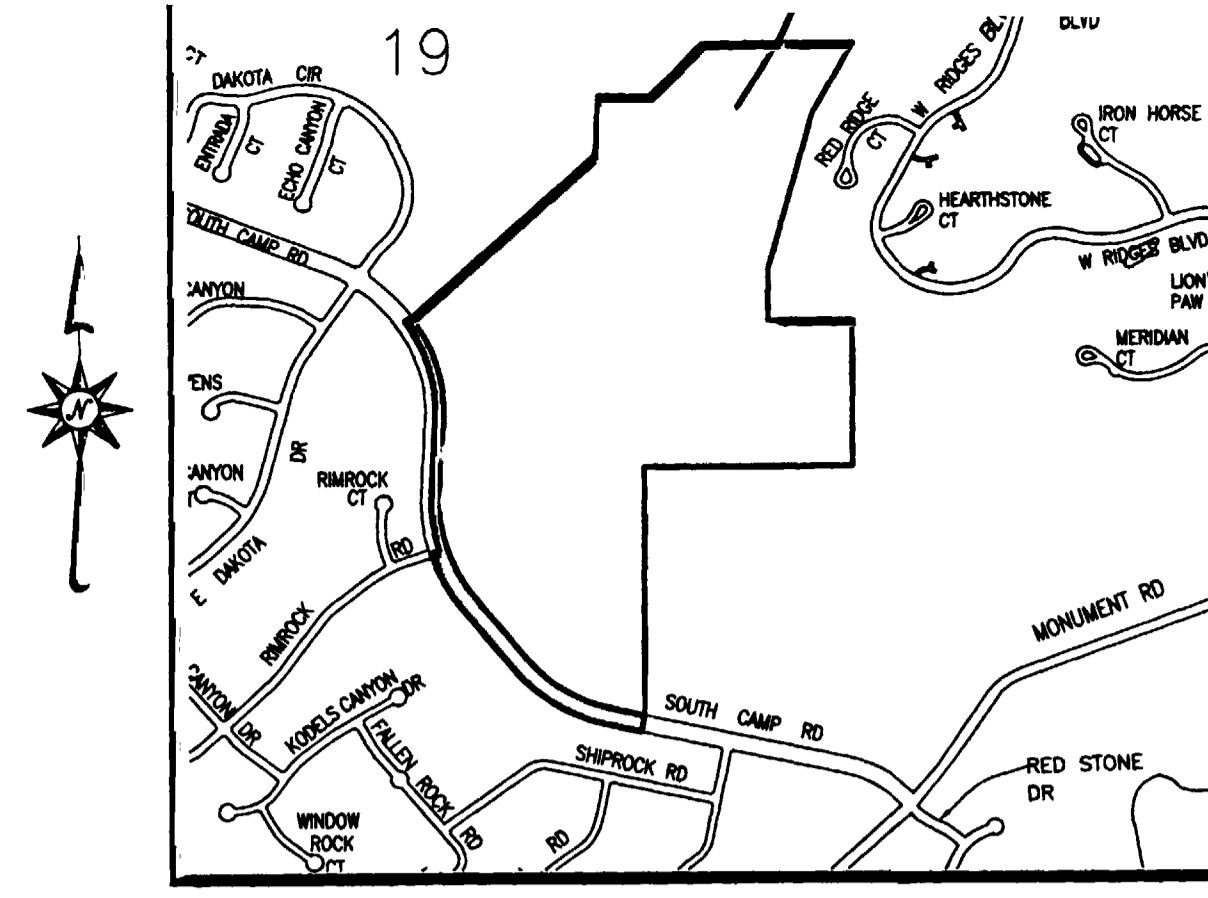 19
CT
DAKOTA CIR
ENTRADA
CT
ECHO CANYON
CT
SOUTH CAMP RD
CANYON
ENS
CANYON
DR
RIMROCK
CT
RD
E DAKOTA
RIMROCK
CANYON
DR
KODELS CANYON
DR
FALLEN ROCK
RD
WINDOW
ROCK
CT
SHIPROCK RD
RD
SOUTH CAMP RD
MONUMENT RD
RED STONE
DR
BLVD
W RIDGES BL
RED RIDGE
CT
IRON HORSE
CT
HEARTHSTONE
CT
W RIDGES BLVD
LION'
PAW
MERIDIAN
CT
N